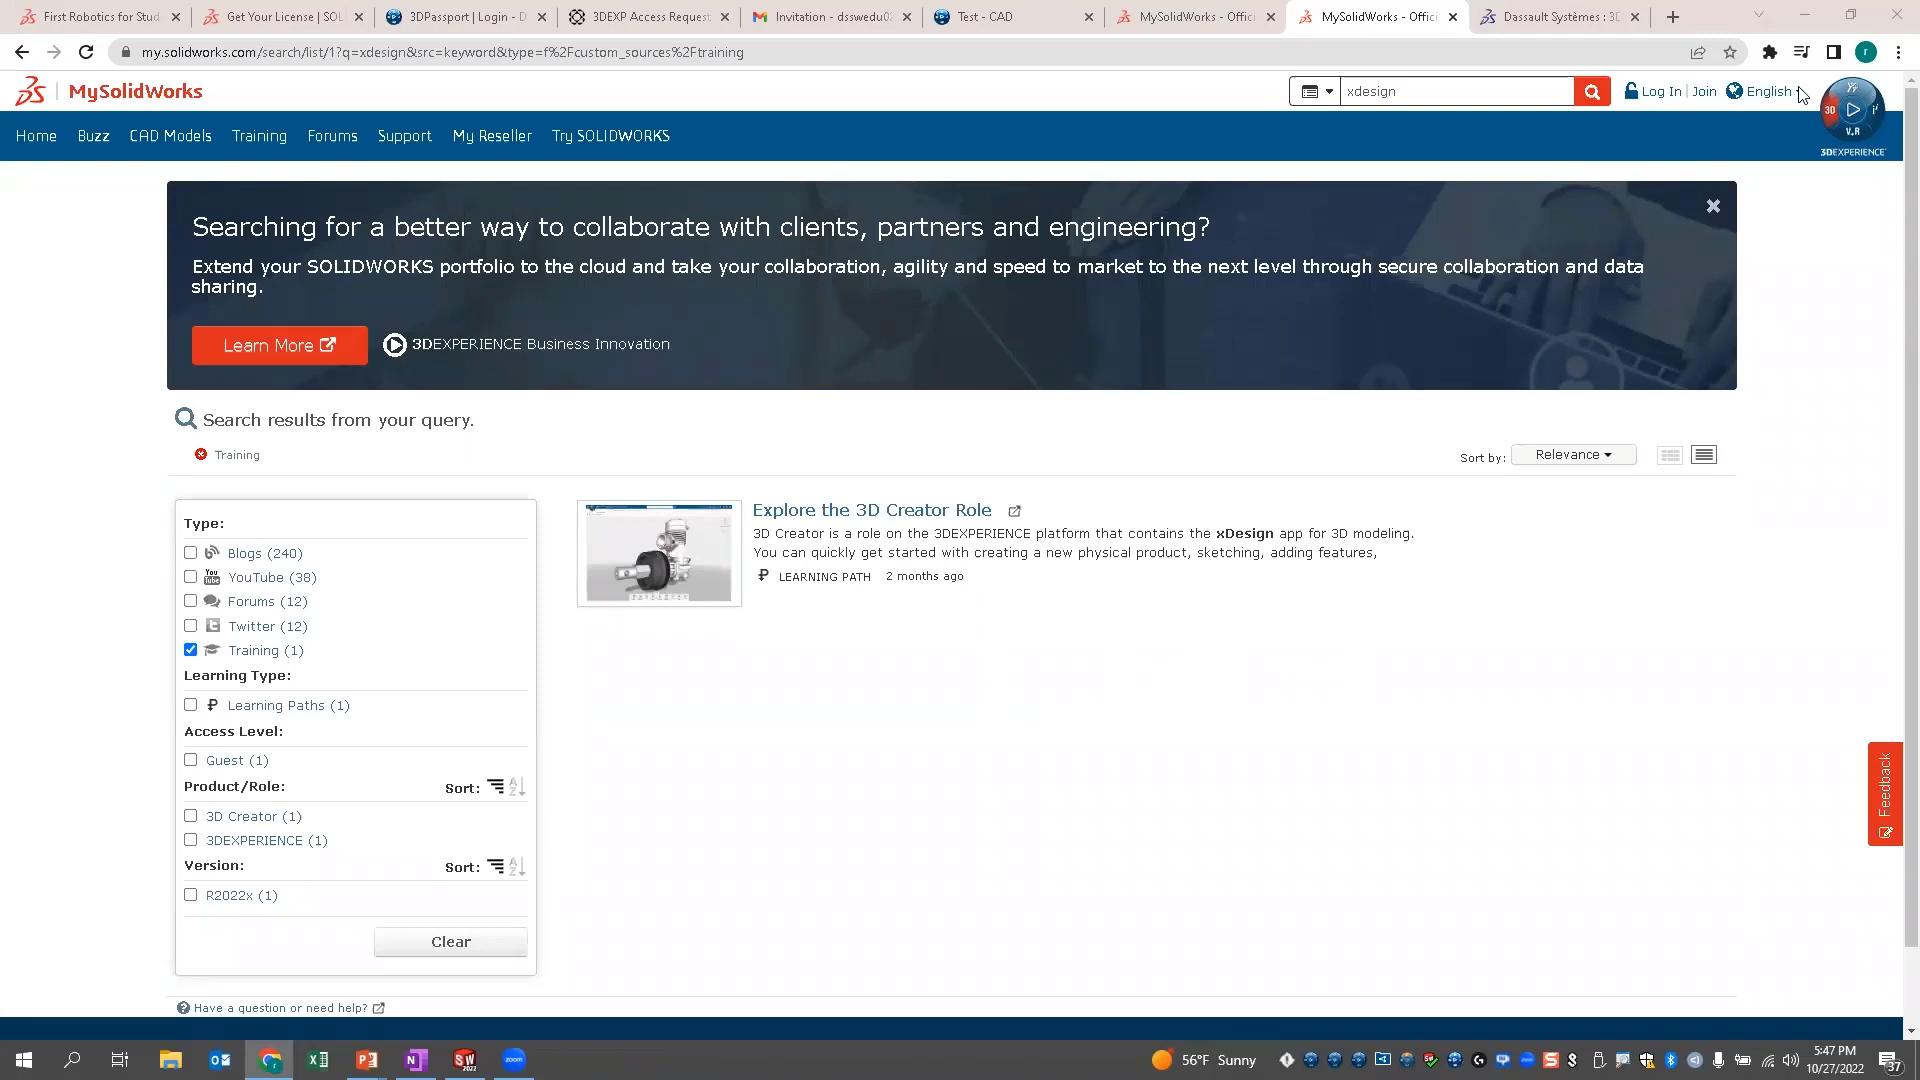 First Robotics for Stud
Get Your License | SOL
3DPassport | Login - D
3DEXP Access Request
Invitation - dsswedu0
Test - CAD
MySolidWorks - Offici
MySolidWorks - Offici
Dassault Systèmes : 3D
my.solidworks.com/search/list/1?q=xdesign&src=keyword&type=f%2Fcustom_sources%2Ftraining
r
MySolidWorks
xdesign
Log In | Join
English
3D
V.R
3DEXPERIENCE
Home Buzz CAD Models Training Forums Support My Reseller Try SOLIDWORKS
Searching for a better way to collaborate with clients, partners and engineering?
Extend your SOLIDWORKS portfolio to the cloud and take your collaboration, agility and speed to market to the next level through secure collaboration and data
sharing.
Learn More
3DEXPERIENCE Business Innovation
Search results from your query.
Training
Sort by: Relevance
Type:
Blogs (240)
YouTube (38)
Forums (12)
Twitter (12)
Training (1)
Learning Type:
Learning Paths (1)
Access Level:
Guest (1)
Product/Role: Sort:
3D Creator (1)
3DEXPERIENCE (1)
Version: Sort:
R2022x (1)
Clear
Explore the 3D Creator Role
3D Creator is a role on the 3DEXPERIENCE platform that contains the xDesign app for 3D modeling.
You can quickly get started with creating a new physical product, sketching, adding features,
LEARNING PATH 2 months ago
Feedback
Have a question or need help?
56°F Sunny
5:47 PM
10/27/2022
37